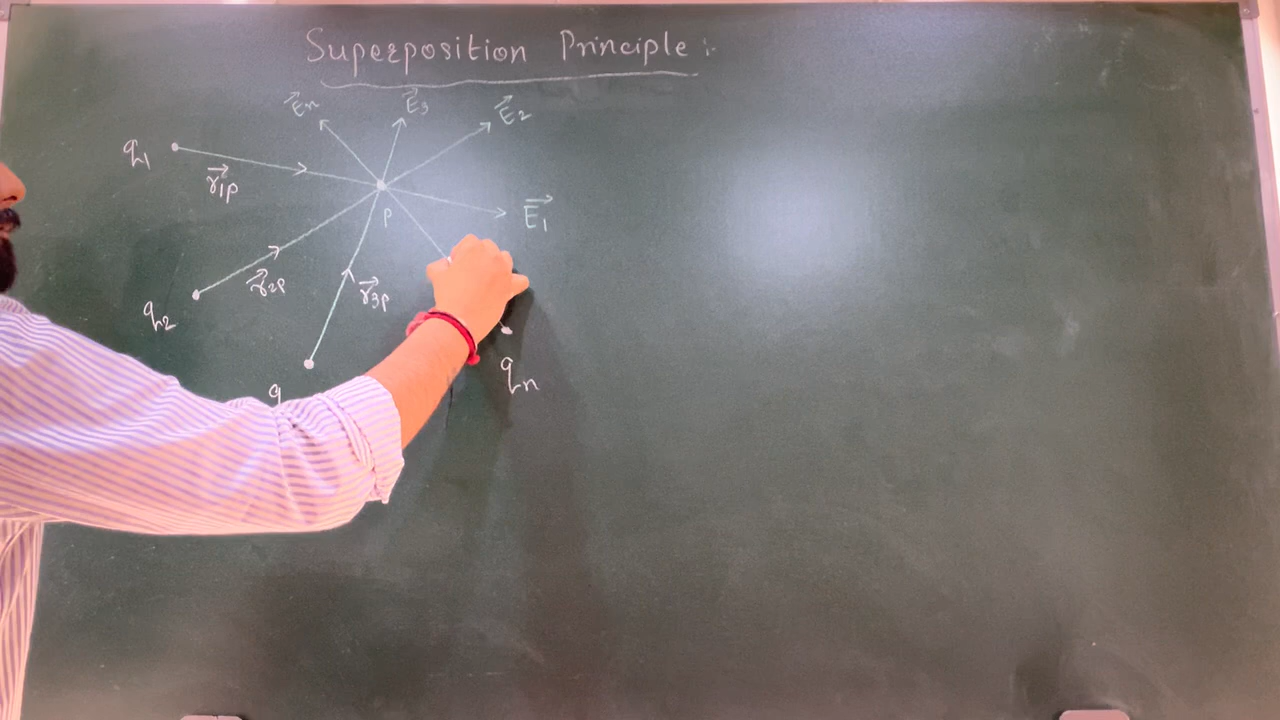 Superposition Principle :-
E⃗n E⃗3 E⃗2
q1 r⃗1p
P E⃗1
r⃗2p r⃗3p
q2
q qn